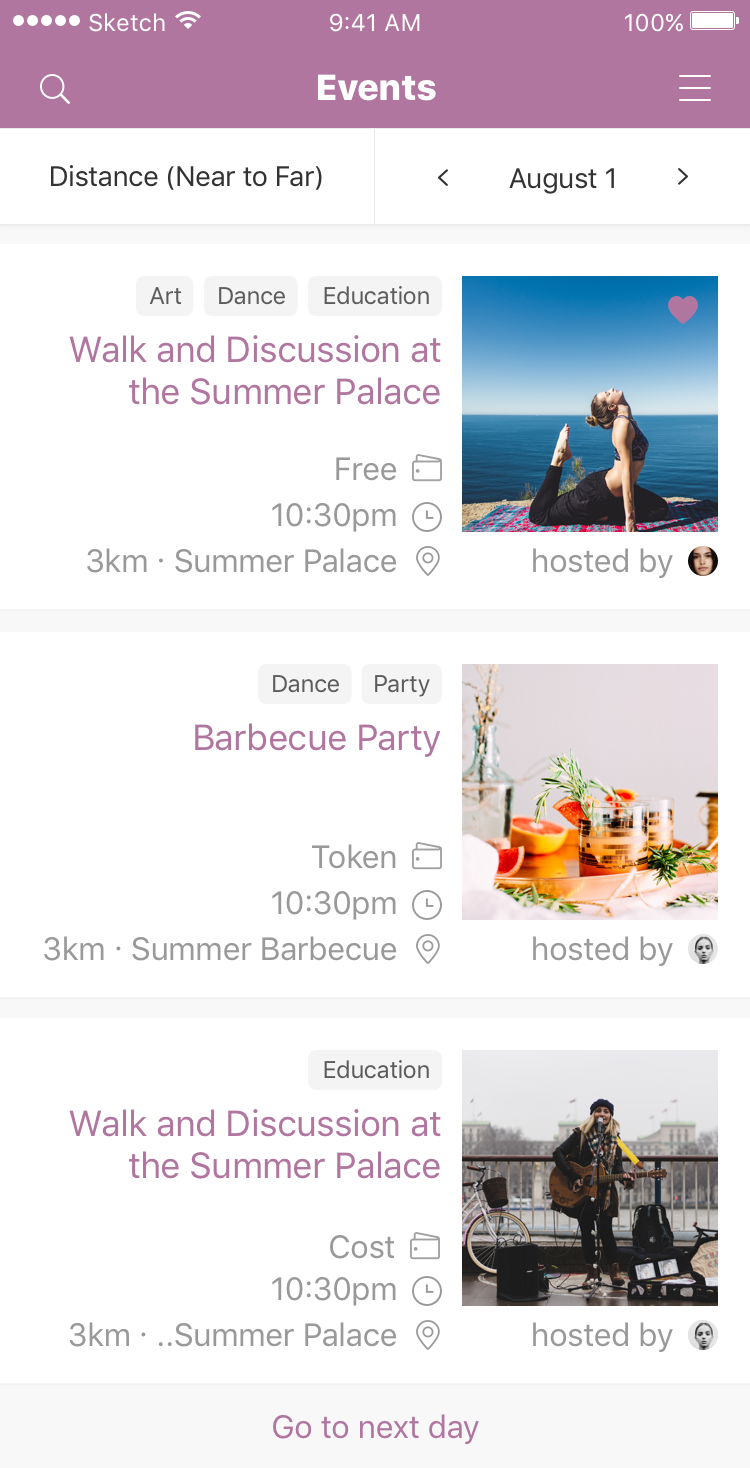 Sketch 9:41 AM 100%
Events
Distance (Near to Far) < August 1 >
Art Dance Education
Walk and Discussion at
the Summer Palace
Free
10:30pm
3km · Summer Palace
hosted by
Dance Party
Barbecue Party
Token
10:30pm
3km · Summer Barbecue
hosted by
Education
Walk and Discussion at
the Summer Palace
Cost
10:30pm
3km · ..Summer Palace
hosted by
Go to next day